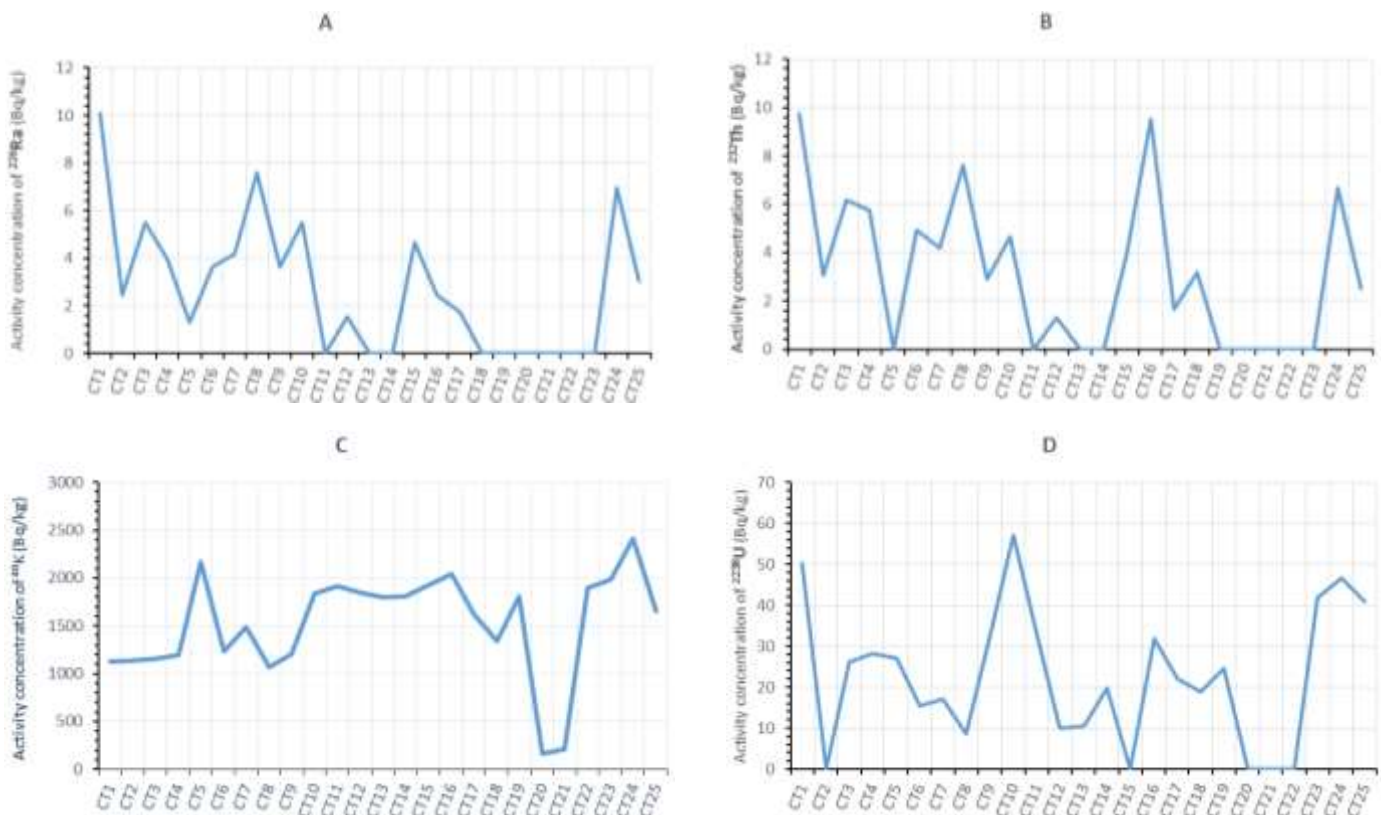 A
Activity concentration of ²²⁶Ra (Bq/kg)
12
10
8
6
4
2
0
CT1 CT2 CT3 CT4 CT5 CT6 CT7 CT8 CT9 CT10 CT11 CT12 CT13 CT14 CT15 CT16 CT17 CT18 CT19 CT20 CT21 CT22 CT23 CT24 CT25
B
Activity concentration of ²³²Th (Bq/kg)
12
10
8
6
4
2
0
CT1 CT2 CT3 CT4 CT5 CT6 CT7 CT8 CT9 CT10 CT11 CT12 CT13 CT14 CT15 CT16 CT17 CT18 CT19 CT20 CT21 CT22 CT23 CT24 CT25
C
Activity concentration of ⁴⁰K (Bq/kg)
3000
2500
2000
1500
1000
500
0
CT1 CT2 CT3 CT4 CT5 CT6 CT7 CT8 CT9 CT10 CT11 CT12 CT13 CT14 CT15 CT16 CT17 CT18 CT19 CT20 CT21 CT22 CT23 CT24 CT25
D
Activity concentration of U (Bq/kg)
70
60
50
40
30
20
10
0
CT1 CT2 CT3 CT4 CT5 CT6 CT7 CT8 CT9 CT10 CT11 CT12 CT13 CT14 CT15 CT16 CT17 CT18 CT19 CT20 CT21 CT22 CT23 CT24 CT25